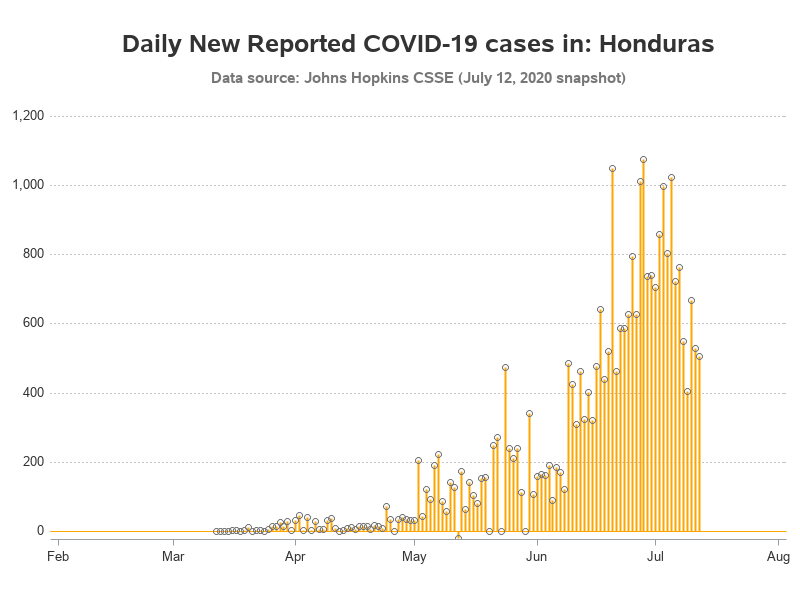 Daily New Reported COVID-19 cases in: Honduras
Data source: Johns Hopkins CSSE (July 12, 2020 snapshot)
1,200
1,000
800
600
400
200
0
Feb Mar Apr May Jun Jul Aug